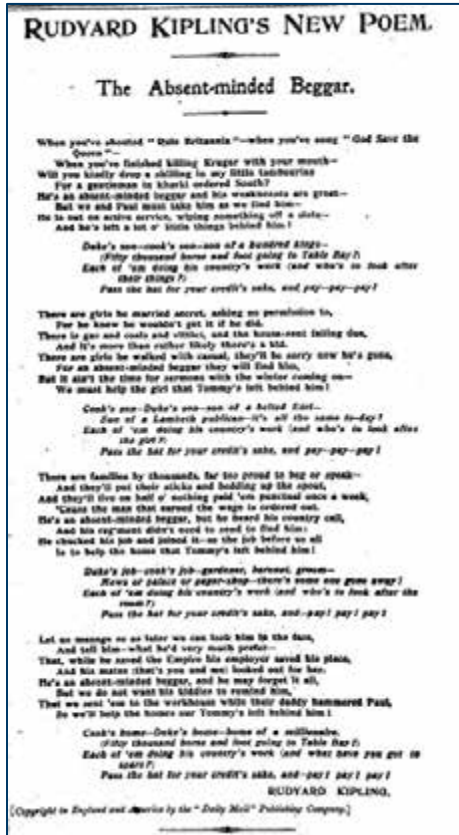 RUDYARD KIPLING'S NEW POEM.
The Absent-minded Beggar.
When you've shouted "Rule Britannia"—when you've sung "God Save the
Queen"—
When you've finished killing Kruger with your mouth—
Will you kindly drop a shilling in my little tambourine
For a gentleman in kharki ordered South?
He's an absent-minded beggar and his weaknesses are great—
But we and Paul must take him as we find him—
He is out on active service, wiping something off a slate—
And he's left a lot o' little things behind him!
Duke's son—cook's son—son of a hundred kings—
(Fifty thousand horse and foot going to Table Bay!)
Each of 'em doing his country's work (and who's to look after
their things?)
Pass the hat for your credit's sake, and pay—pay—pay!
There are girls he married secret, asking no permission to,
For he knew he wouldn't get it if he did.
There is gas and coals and vittles, and the house-rent falling due,
And it's more than rather likely there's a kid.
There are girls he walked with casual, they'll be sorry now he's gone,
For an absent-minded beggar they will find him,
But it ain't the time for sermons with the winter coming on—
We must help the girl that Tommy's left behind him!
Cook's son—Duke's son—son of a belted Earl—
Son of a Lambeth publican—it's all the same to-day!
Each of 'em doing his country's work (and who's to look after
the girl?)
Pass the hat for your credit's sake, and pay—pay—pay!
There are families by thousands, far too proud to beg or speak—
And they'll put their sticks and bedding up the spout,
And they'll live on half o' nothing paid 'em punctual once a week,
'Cause the man that earned the wage is ordered out.
He's an absent-minded beggar, but he heard his country call,
And his reg'ment didn't need to send to find him:
He chucked his job and joined it—so the job before us all
Is to help the home that Tommy's left behind him!
Duke's job—cook's job—gardener, baronet, groom—
Mews or palace or paper-shop—there's some one gone away!
Each of 'em doing his country's work (and who's to look after the
room?)
Pass the hat for your credit's sake, and—pay! pay! pay!
Let us manage so as later we can look him in the face,
And tell him—what he'd very much prefer—
That, while he saved the Empire his employer saved his place,
And his mates (that's you and me) looked out for her.
He's an absent-minded beggar, and he may forget it all,
But we do not want his kiddies to remind him,
That we sent 'em to the workhouse while their daddy hammered Paul,
So we'll help the homes our Tommy's left behind him!
Cook's home—Duke's home—home of a millionaire.
(Fifty thousand horse and foot going to Table Bay!)
Each of 'em doing his country's work (and what have you got to
spare?)
Pass the hat for your credit's sake, and—pay! pay! pay!
RUDYARD KIPLING.
[Copyright in England and America by the "Daily Mail" Publishing Company.]